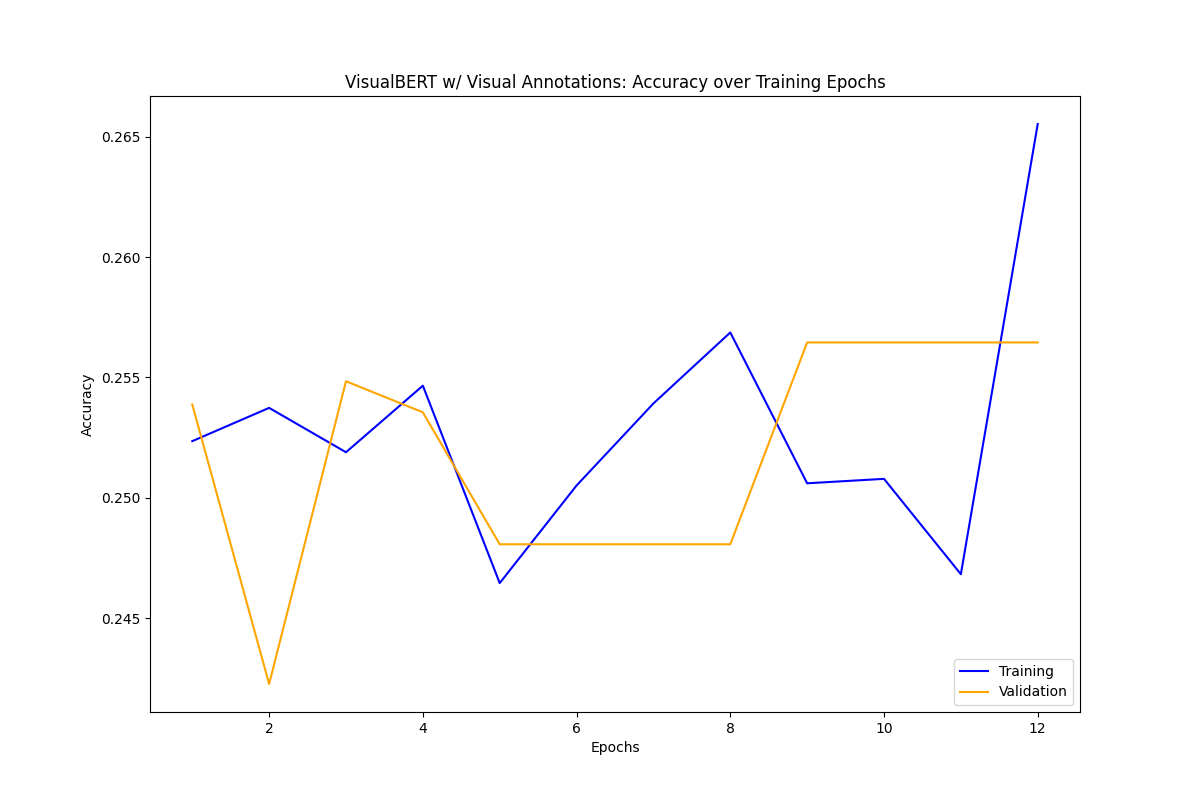 VisualBERT w/ Visual Annotations: Accuracy over Training Epochs
Accuracy
0.265
0.260
0.255
0.250
0.245
2 4 6 8 10 12
Epochs
Training
Validation